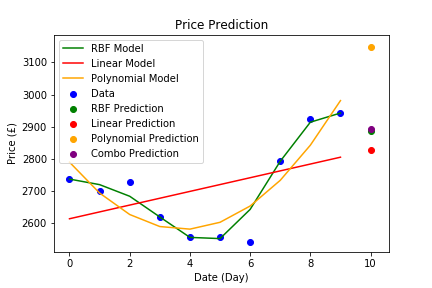 Price Prediction
RBF Model
Linear Model
Polynomial Model
Data
RBF Prediction
Linear Prediction
Polynomial Prediction
Combo Prediction
3100
3000
2900
2800
2700
2600
Price (£)
0 2 4 6 8 10
Date (Day)